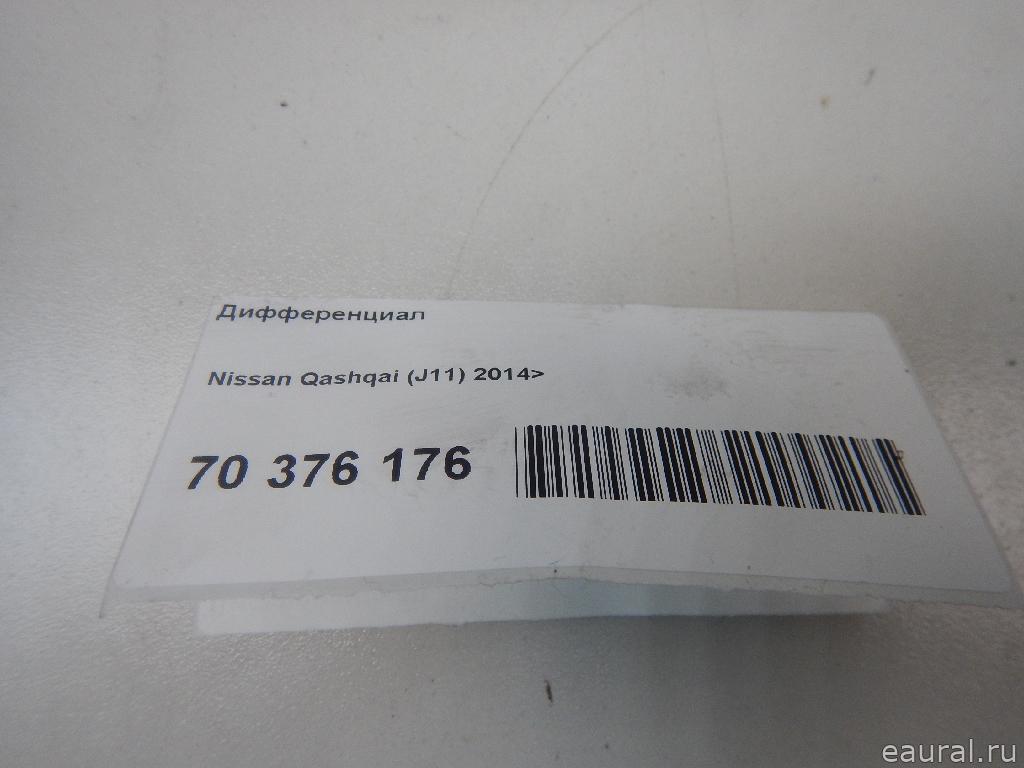 Дифференциал
Nissan Qashqai (J11) 2014>
70 376 176
eaural.ru